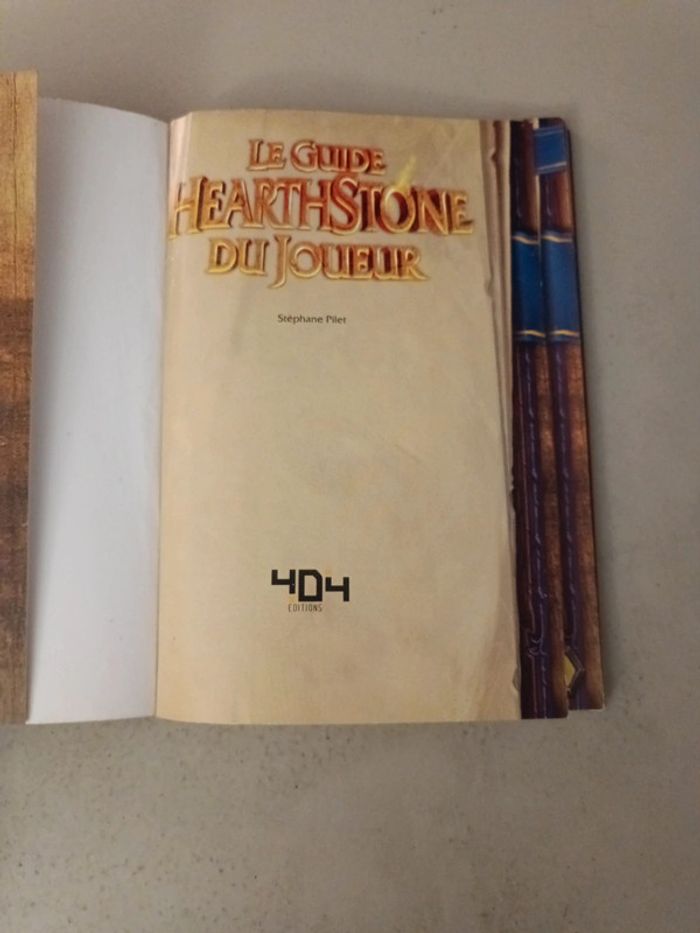 LE GUIDE
HEARTHSTONE
DU JOUEUR
Stéphane Pilet
404
ÉDITIONS